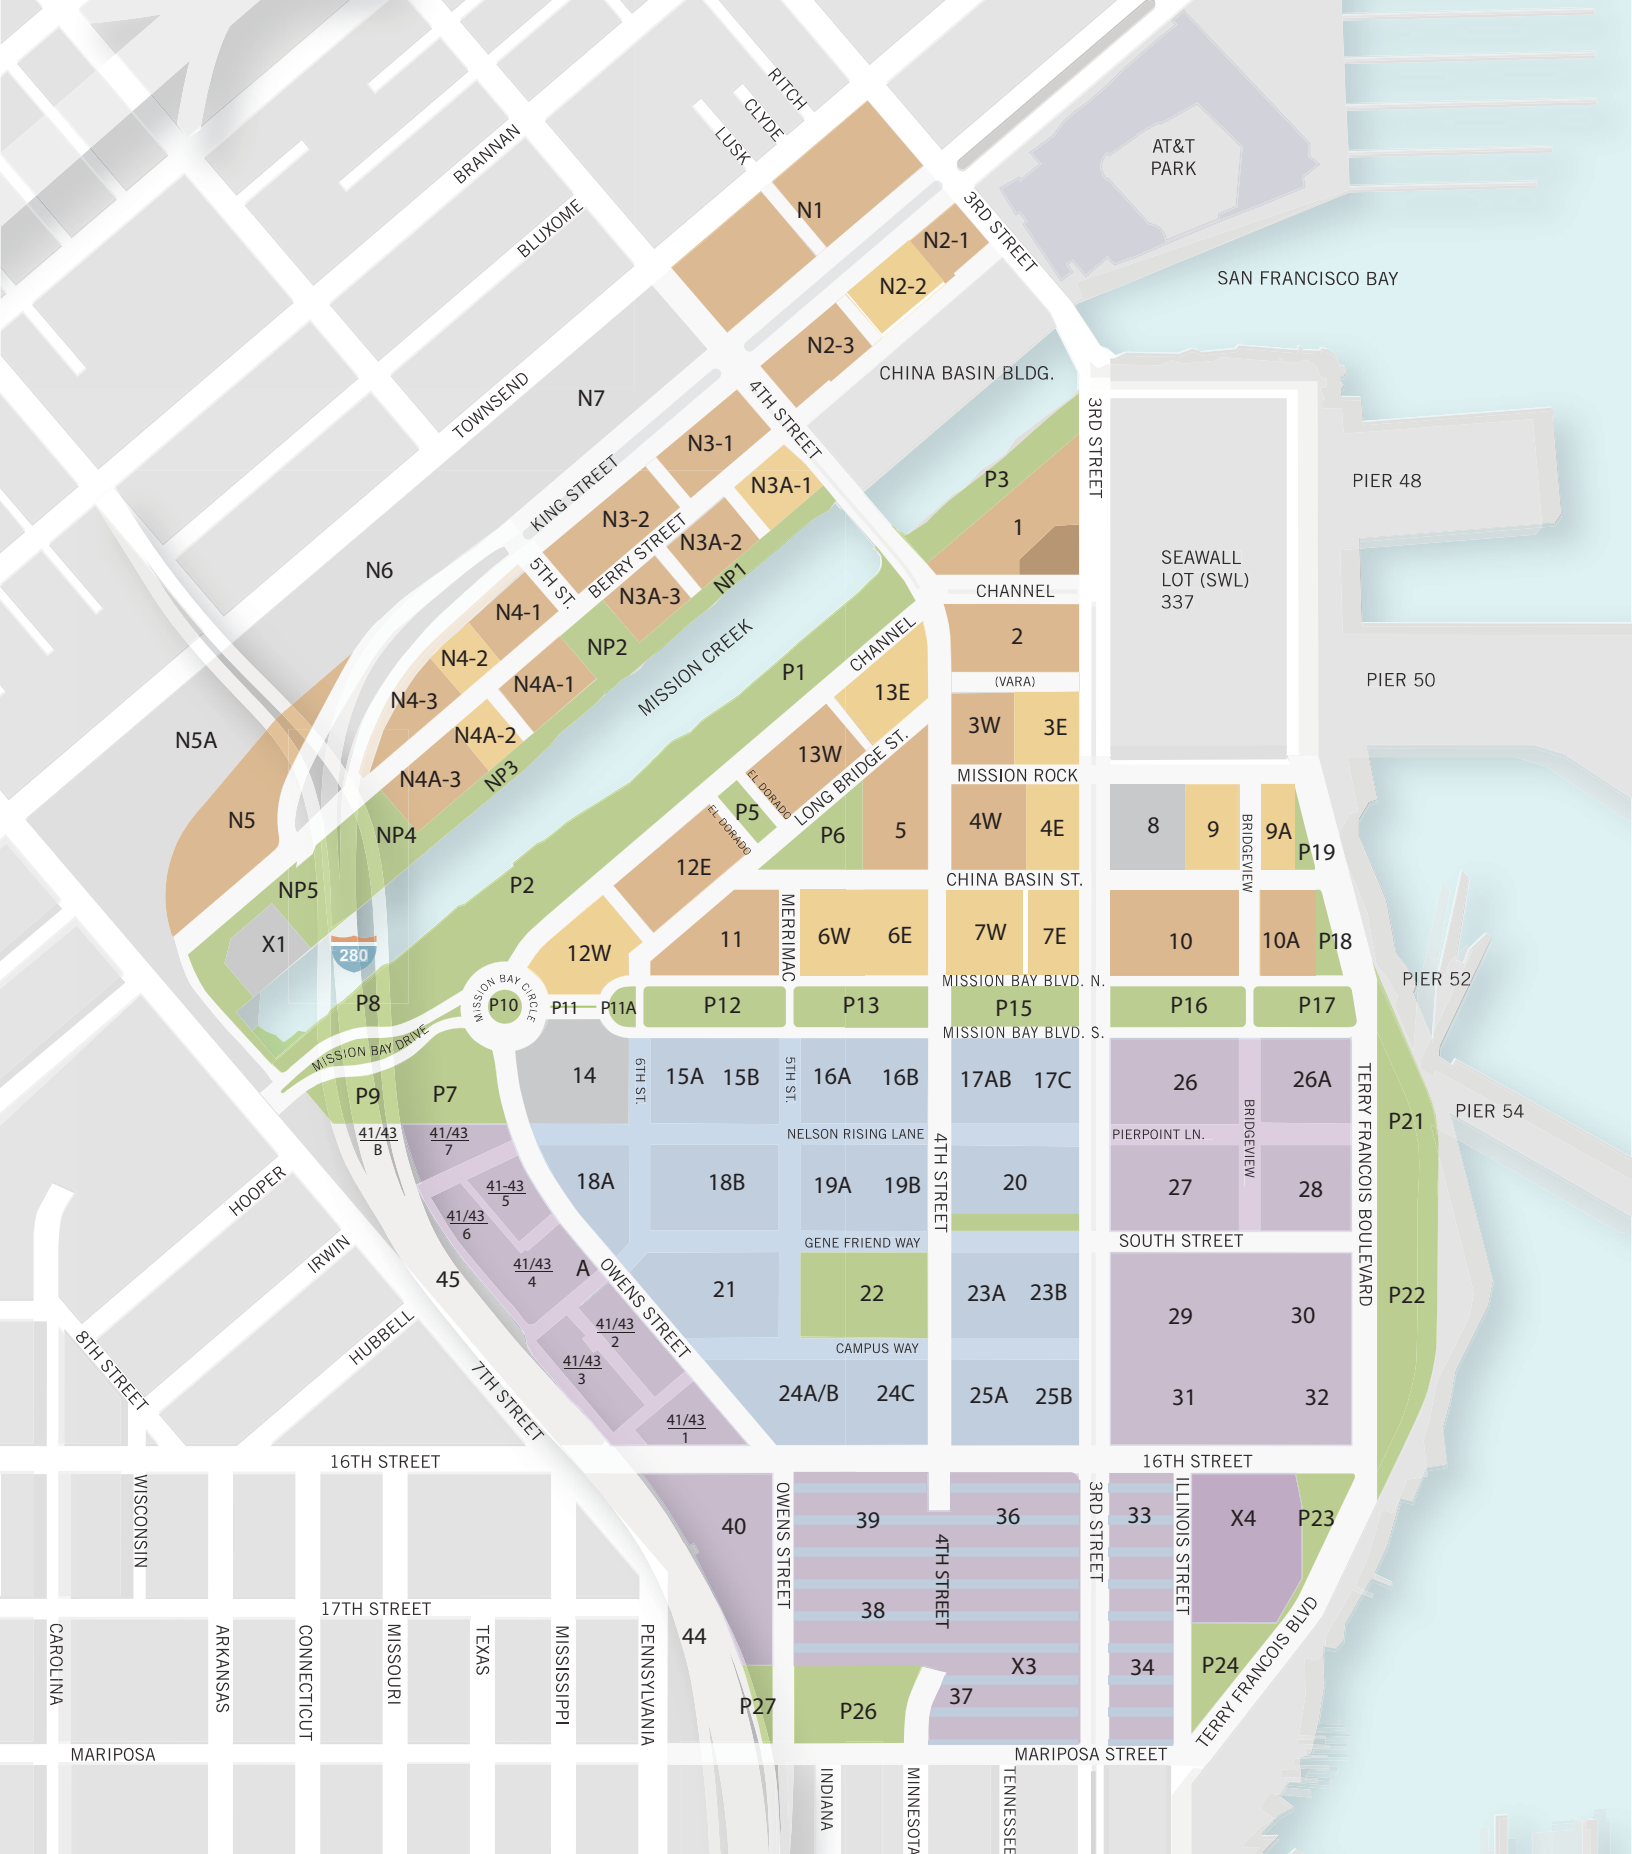 RITCH
CLYDE
LUSK
BRANNAN
BLUXOME
AT&T
PARK
3RD STREET
N1
N2-1
N2-2
SAN FRANCISCO BAY
N2-3
CHINA BASIN BLDG.
TOWNSEND
N7
4TH STREET
3RD STREET
N3-1
KING STREET
N3A-1
P3
PIER 48
N3-2
BERRY STREET
N3A-2
1
N6
5TH ST.
N3A-3
NP1
SEAWALL
LOT (SWL)
337
CHANNEL
N4-1
NP2
MISSION CREEK
CHANNEL
2
N4-2
P1
(VARA)
PIER 50
N4-3
N4A-1
13E
3W
3E
N5A
N4A-2
13W
LONG BRIDGE ST.
MISSION ROCK
N4A-3
NP3
EL DORADO
P5
EL DORADO
N5
NP4
P6
5
4W
4E
8
9
BRIDGEVIEW
9A
P19
12E
P2
NP5
CHINA BASIN ST.
X1
280
12W
11
MERRIMAC
6W
6E
7W
7E
10
10A
P18
MISSION BAY BLVD. N.
PIER 52
P8
MISSION BAY CIRCLE
P10
P11
P11A
P12
P13
P15
P16
P17
MISSION BAY BLVD. S.
MISSION BAY DRIVE
P9
P7
14
6TH ST.
15A
15B
5TH ST.
16A
16B
17AB
17C
26
26A
TERRY FRANCOIS BOULEVARD
P21
PIER 54
41/43
B
41/43
7
NELSON RISING LANE
4TH STREET
PIERPOINT LN.
BRIDGEVIEW
HOOPER
41-43
5
18A
18B
19A
19B
20
27
28
41/43
6
IRWIN
GENE FRIEND WAY
SOUTH STREET
45
41/43
4
A
OWENS STREET
21
22
23A
23B
29
30
P22
8TH STREET
HUBBELL
41/43
2
41/43
3
CAMPUS WAY
7TH STREET
24A/B
24C
25A
25B
31
32
41/43
1
16TH STREET
16TH STREET
WISCONSIN
40
OWENS STREET
39
4TH STREET
36
3RD STREET
33
ILLINOIS STREET
X4
P23
17TH STREET
38
CAROLINA
ARKANSAS
CONNECTICUT
MISSOURI
TEXAS
MISSISSIPPI
PENNSYLVANIA
44
X3
34
P24
TERRY FRANCOIS BLVD
P27
P26
37
MARIPOSA
MARIPOSA STREET
INDIANA
MINNESOTA
TENNESSEE